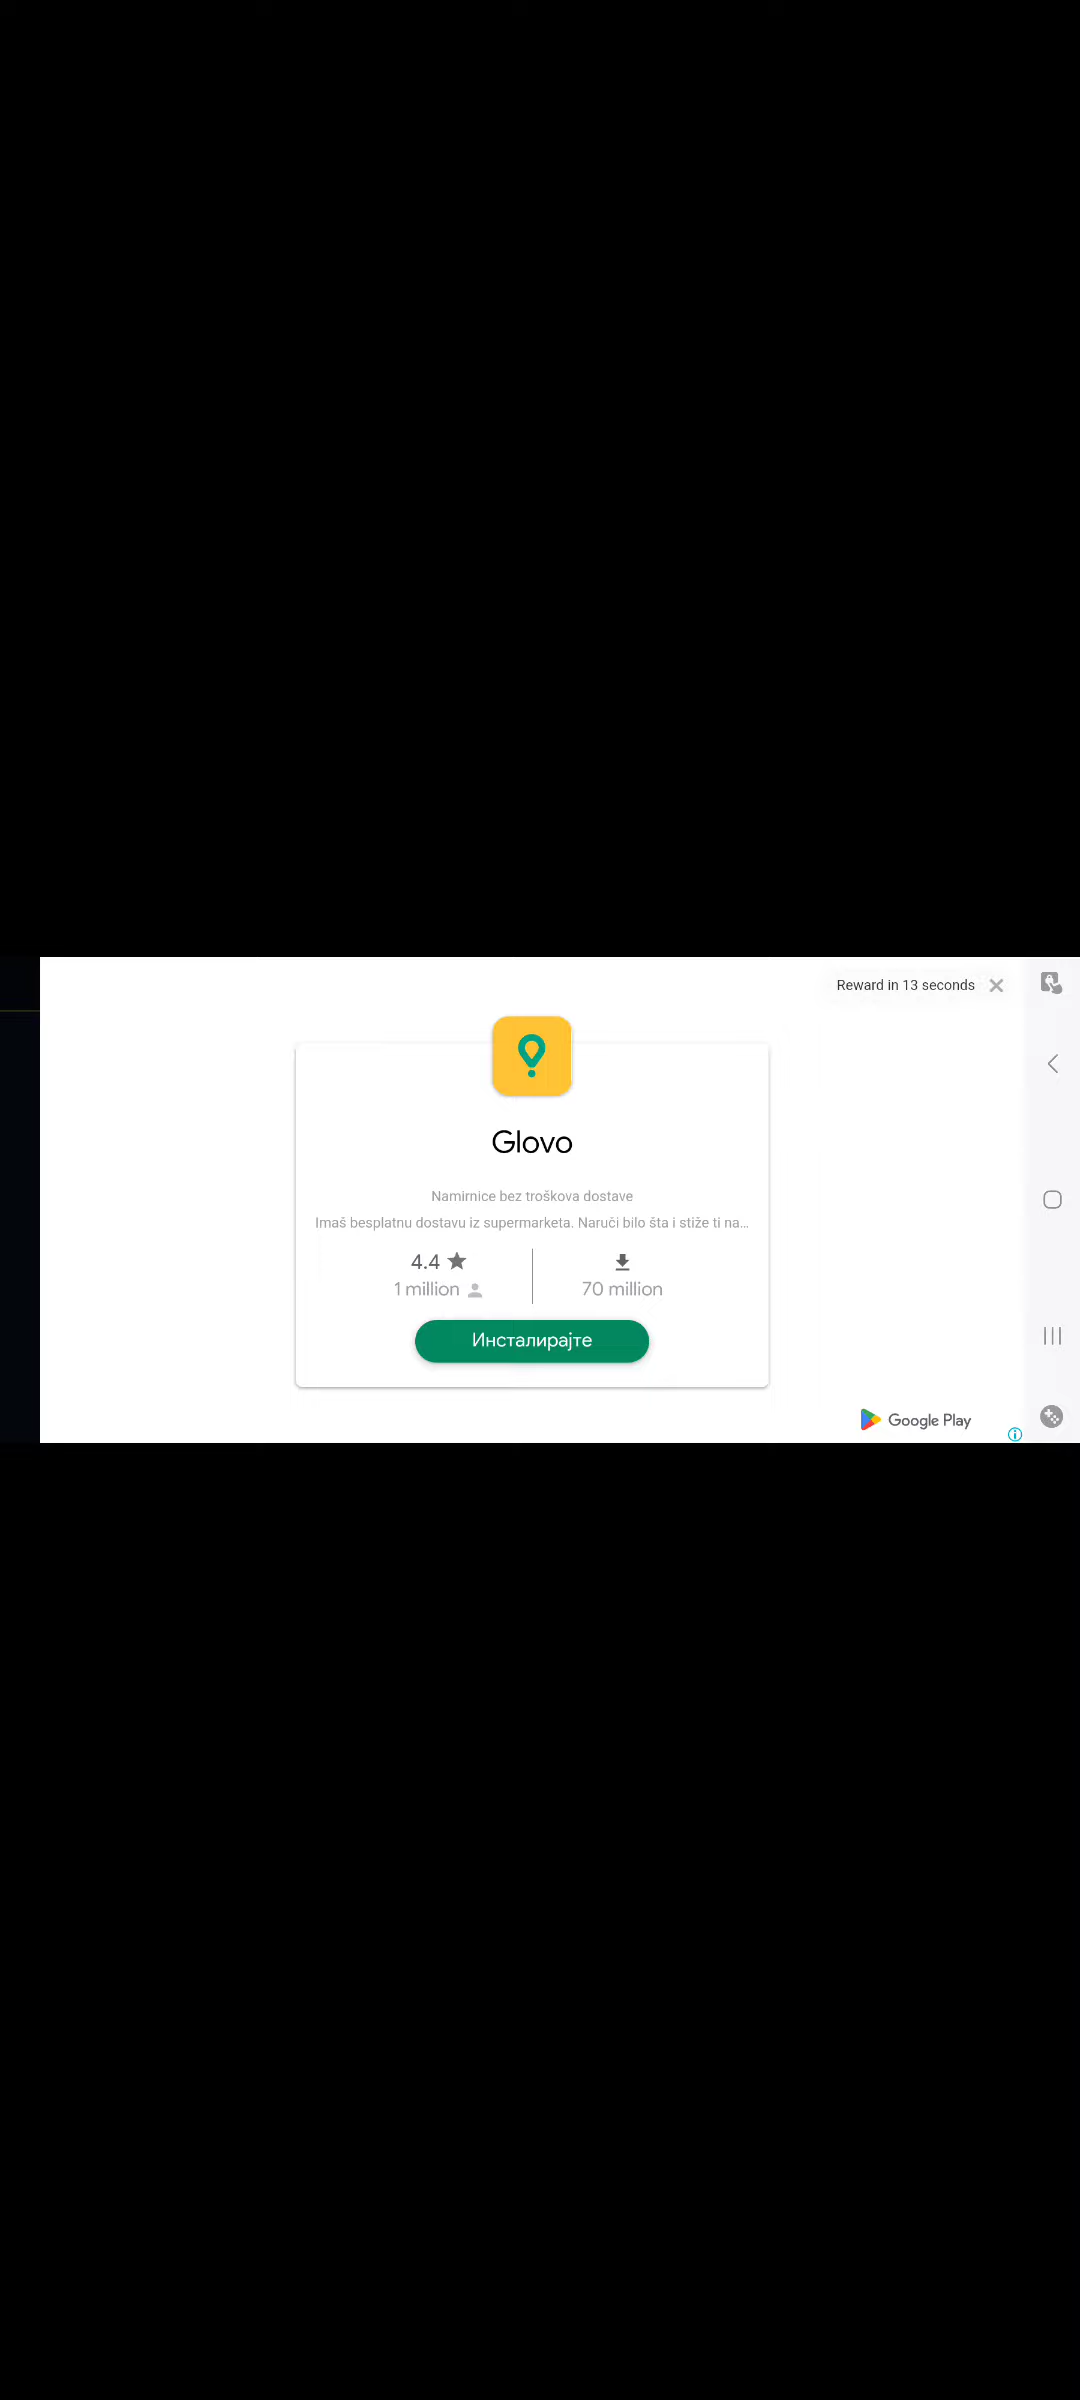 Reward in 13 seconds
Glovo
Namirnice bez troškova dostave
Imaš besplatnu dostavu iz supermarketa. Naruči bilo šta i stiže ti na...
4.4
1 million
70 million
Инсталирајте
Google Play